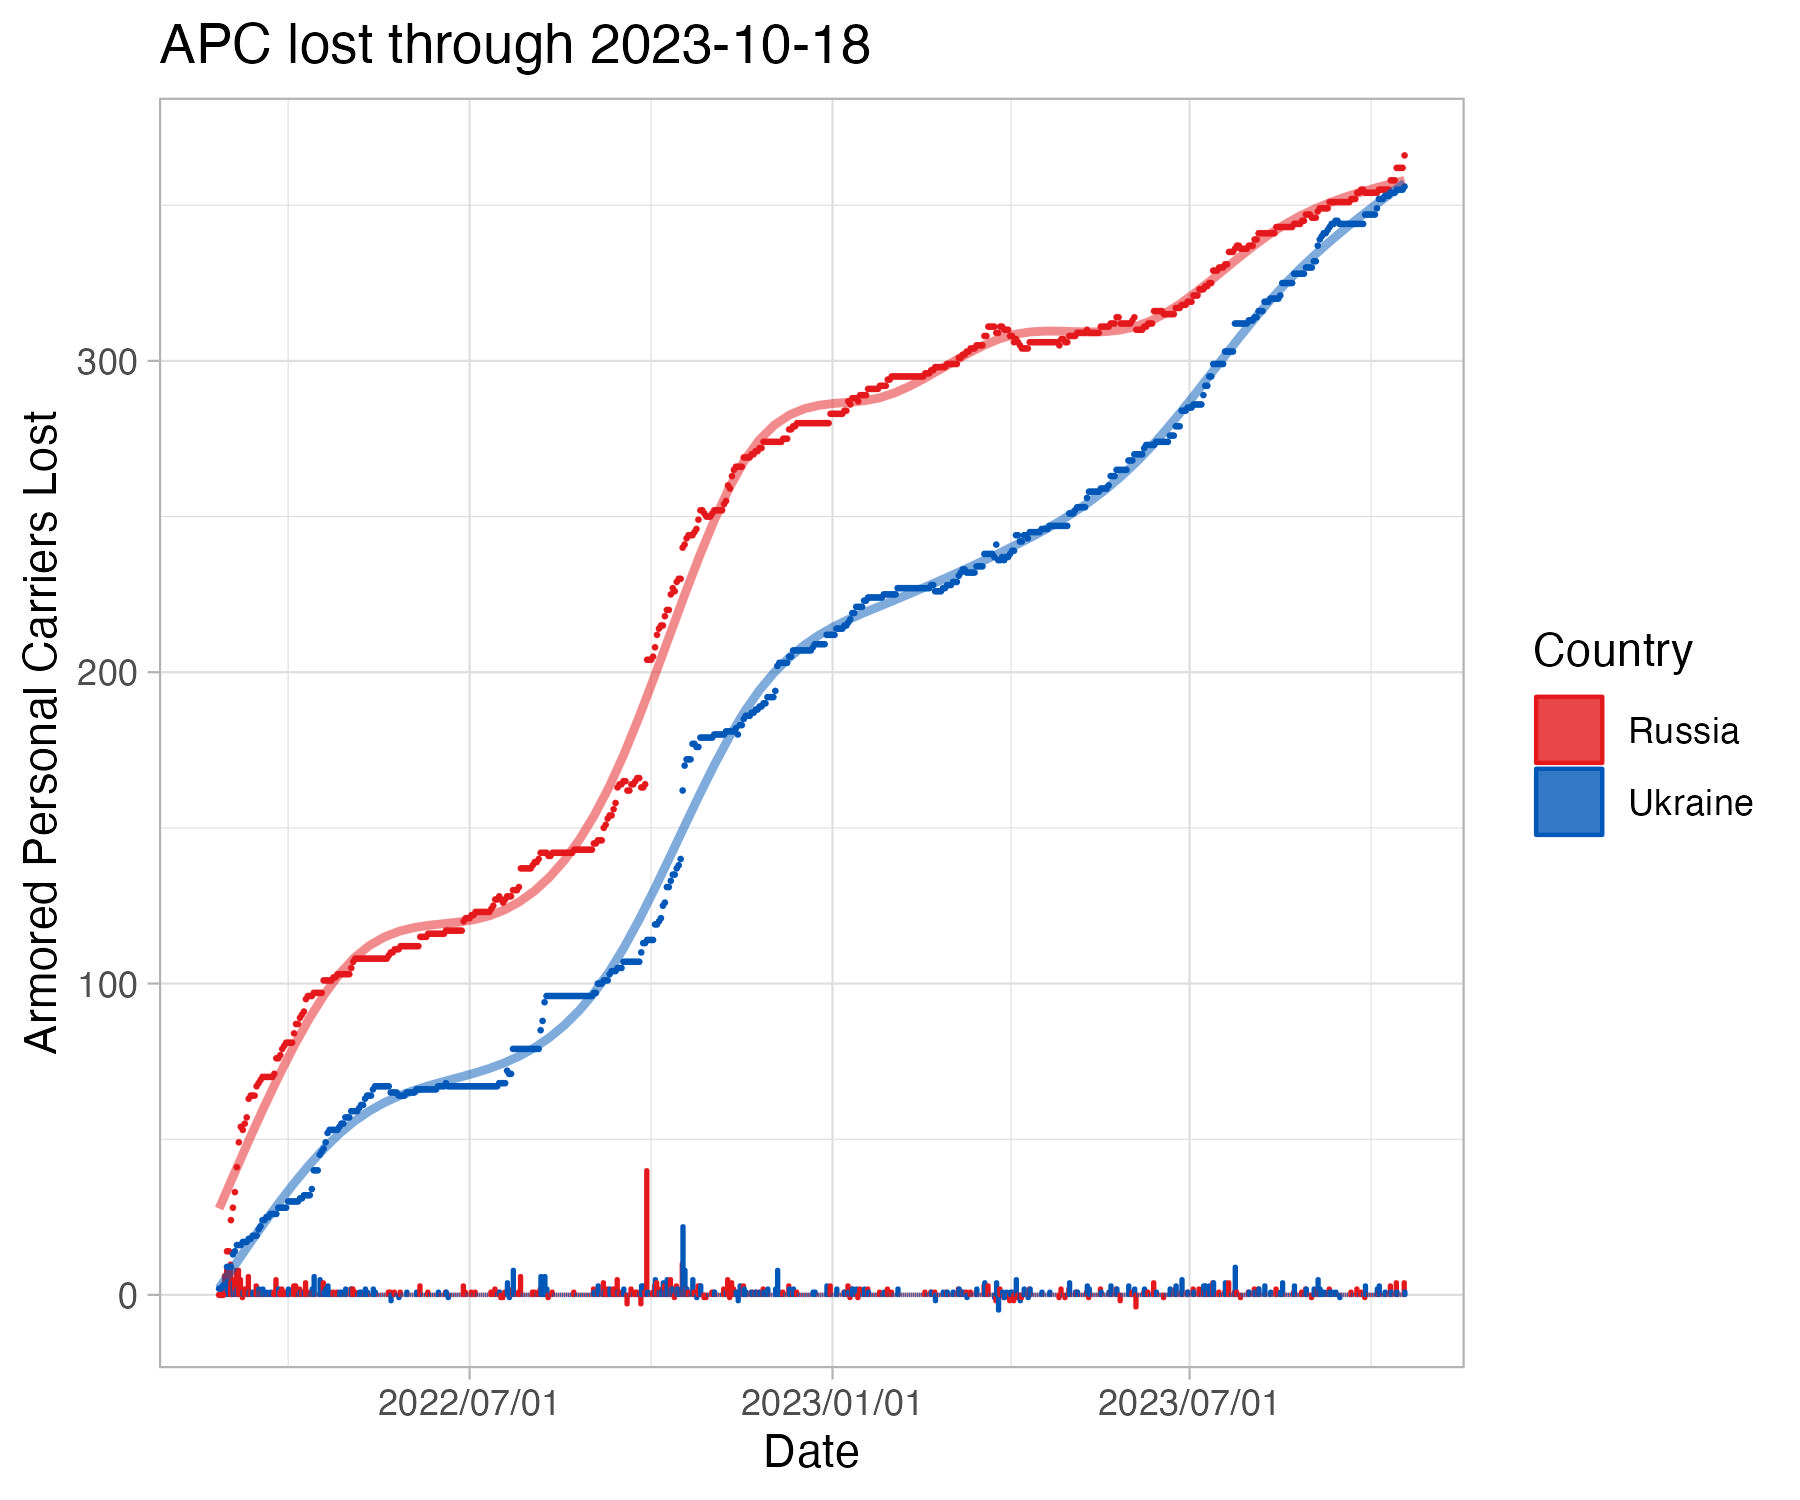 APC lost through 2023-10-18
Armored Personal Carriers Lost
300
200
100
0
2022/07/01
2023/01/01
2023/07/01
Date
Country
Russia
Ukraine